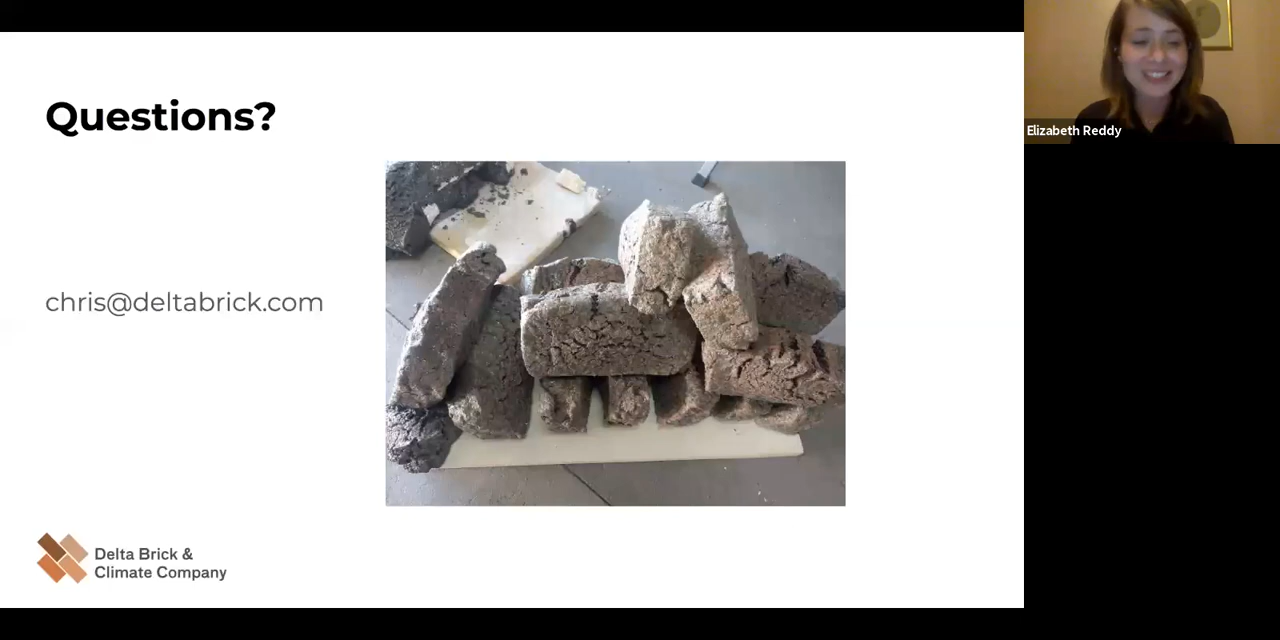 Questions?
Elizabeth Reddy
chris@deltabrick.com
Delta Brick &
Climate Company